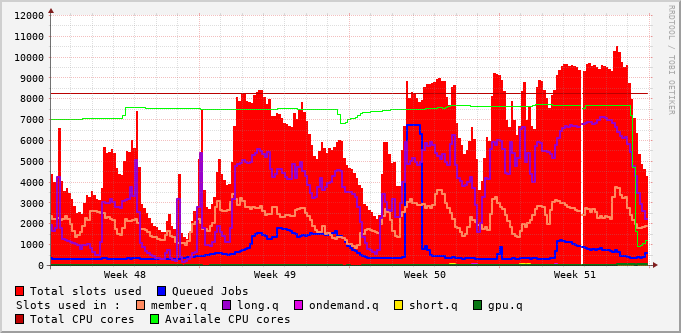 RRDTOOL / TOBI OETIKER
12000
11000
10000
9000
8000
7000
6000
5000
4000
3000
2000
1000
0
Week 48 Week 49 Week 50 Week 51
Total slots used Queued Jobs
Slots used in : member.q long.q ondemand.q short.q gpu.q
Total CPU cores Availale CPU cores